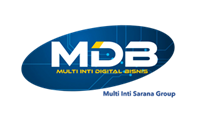 MDB
MULTI INTI DIGITAL BISNIS
Multi Inti Sarana Group